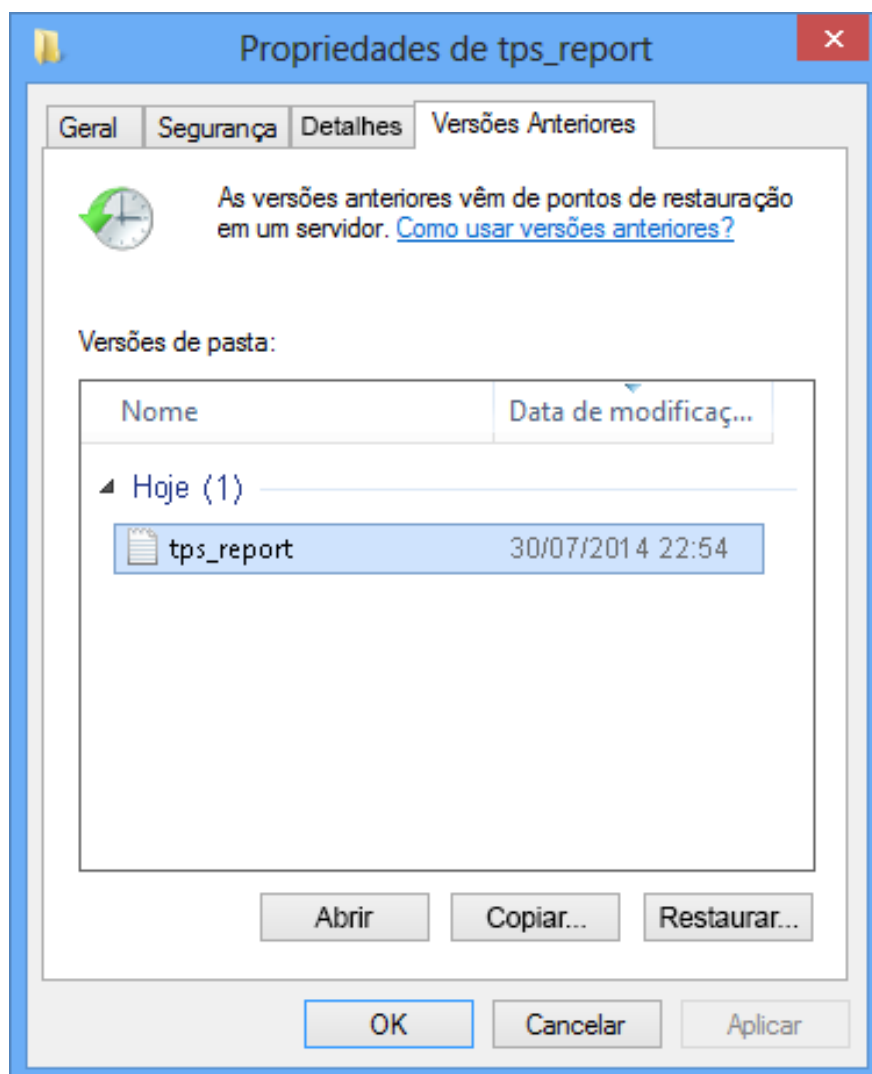 Propriedades de tps_report
Geral
Segurança
Detalhes
Versões Anteriores
As versões anteriores vêm de pontos de restauração
em um servidor. Como usar versões anteriores?
Versões de pasta:
Nome
Data de modificaç...
Hoje (1)
tps_report
30/07/2014 22:54
Abrir
Copiar...
Restaurar...
OK
Cancelar
Aplicar